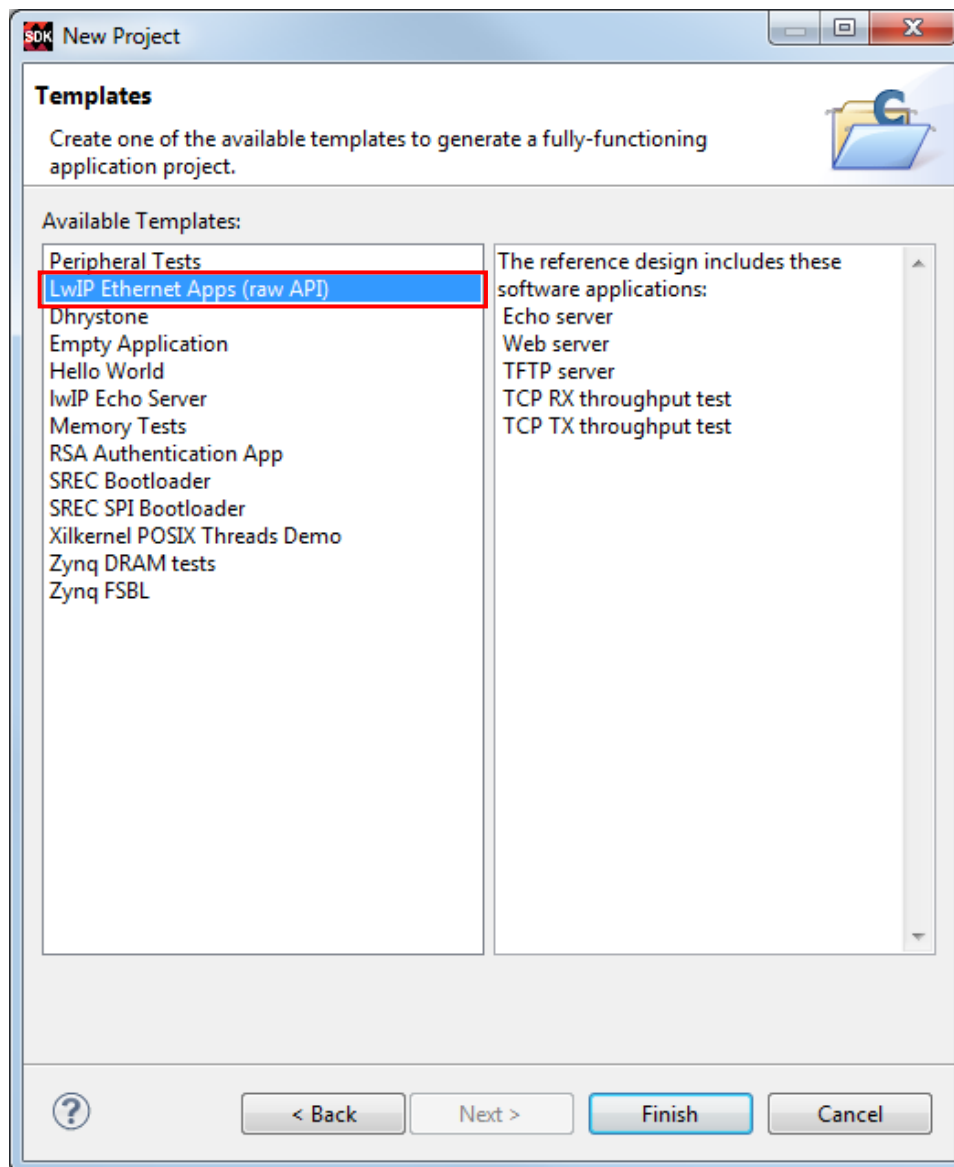 SDK New Project
Templates
Create one of the available templates to generate a fully-functioning
application project.
C
Available Templates:
Peripheral Tests
LwIP Ethernet Apps (raw API)
Dhrystone
Empty Application
Hello World
lwIP Echo Server
Memory Tests
RSA Authentication App
SREC Bootloader
SREC SPI Bootloader
Xilkernel POSIX Threads Demo
Zynq DRAM tests
Zynq FSBL
The reference design includes these
software applications:
Echo server
Web server
TFTP server
TCP RX throughput test
TCP TX throughput test
?
< Back
Next >
Finish
Cancel